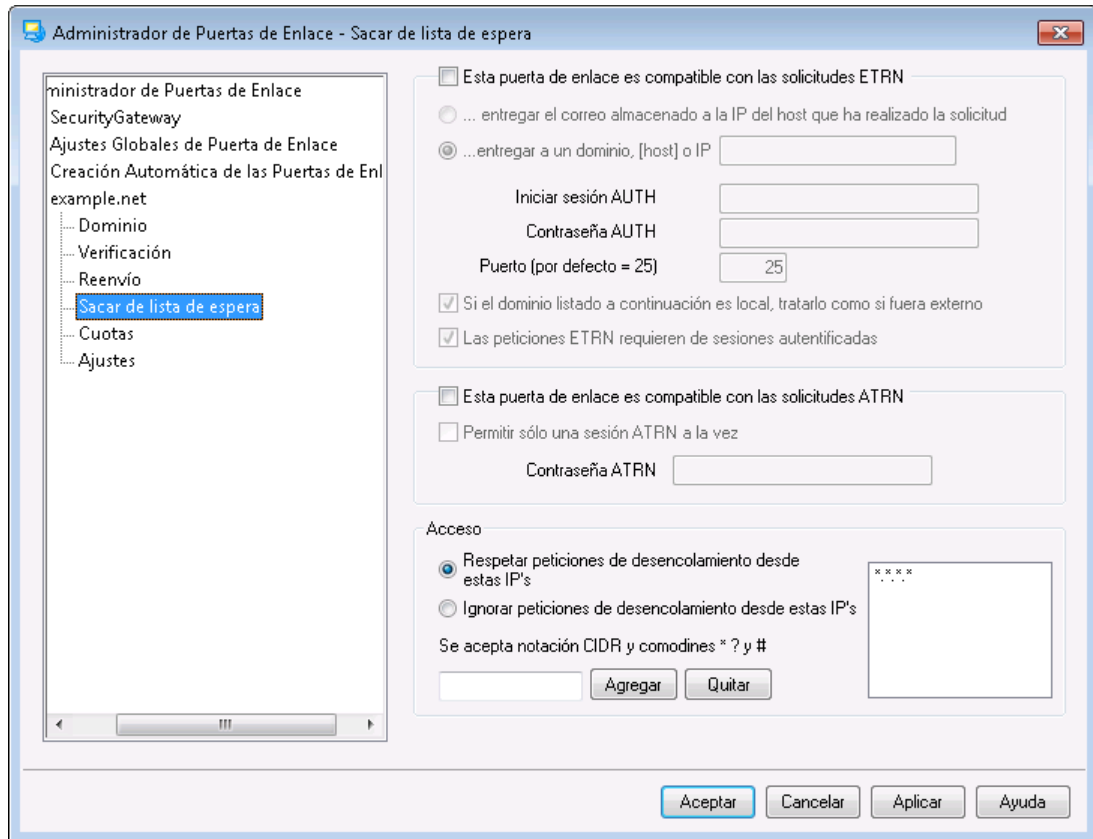 Administrador de Puertas de Enlace - Sacar de lista de espera
ministrador de Puertas de Enlace
SecurityGateway
Ajustes Globales de Puerta de Enlace
Creación Automática de las Puertas de Enl
example.net
Dominio
Verificación
Reenvío
Sacar de lista de espera
Cuotas
Ajustes
Esta puerta de enlace es compatible con las solicitudes ETRN
... entregar el correo almacenado a la IP del host que ha realizado la solicitud
...entregar a un dominio, [host] o IP
Iniciar sesión AUTH
Contraseña AUTH
Puerto (por defecto = 25)
25
Si el dominio listado a continuación es local, tratarlo como si fuera externo
Las peticiones ETRN requieren de sesiones autentificadas
Esta puerta de enlace es compatible con las solicitudes ATRN
Permitir sólo una sesión ATRN a la vez
Contraseña ATRN
Acceso
Respetar peticiones de desencolamiento desde
estas IP's
Ignorar peticiones de desencolamiento desde estas IP's
*.*.*.*
Se acepta notación CIDR y comodines * ? y #
Agregar
Quitar
Aceptar
Cancelar
Aplicar
Ayuda